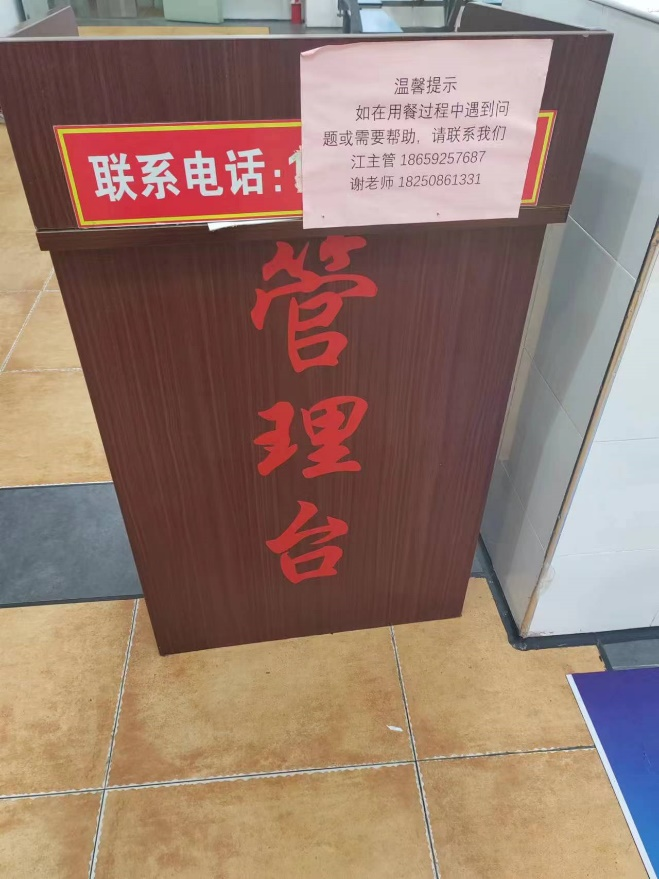 温馨提示
如在用餐过程中遇到问
题或需要帮助，请联系我们
江主管 18659257687
谢老师 18250861331
联系电话:
管
理
台